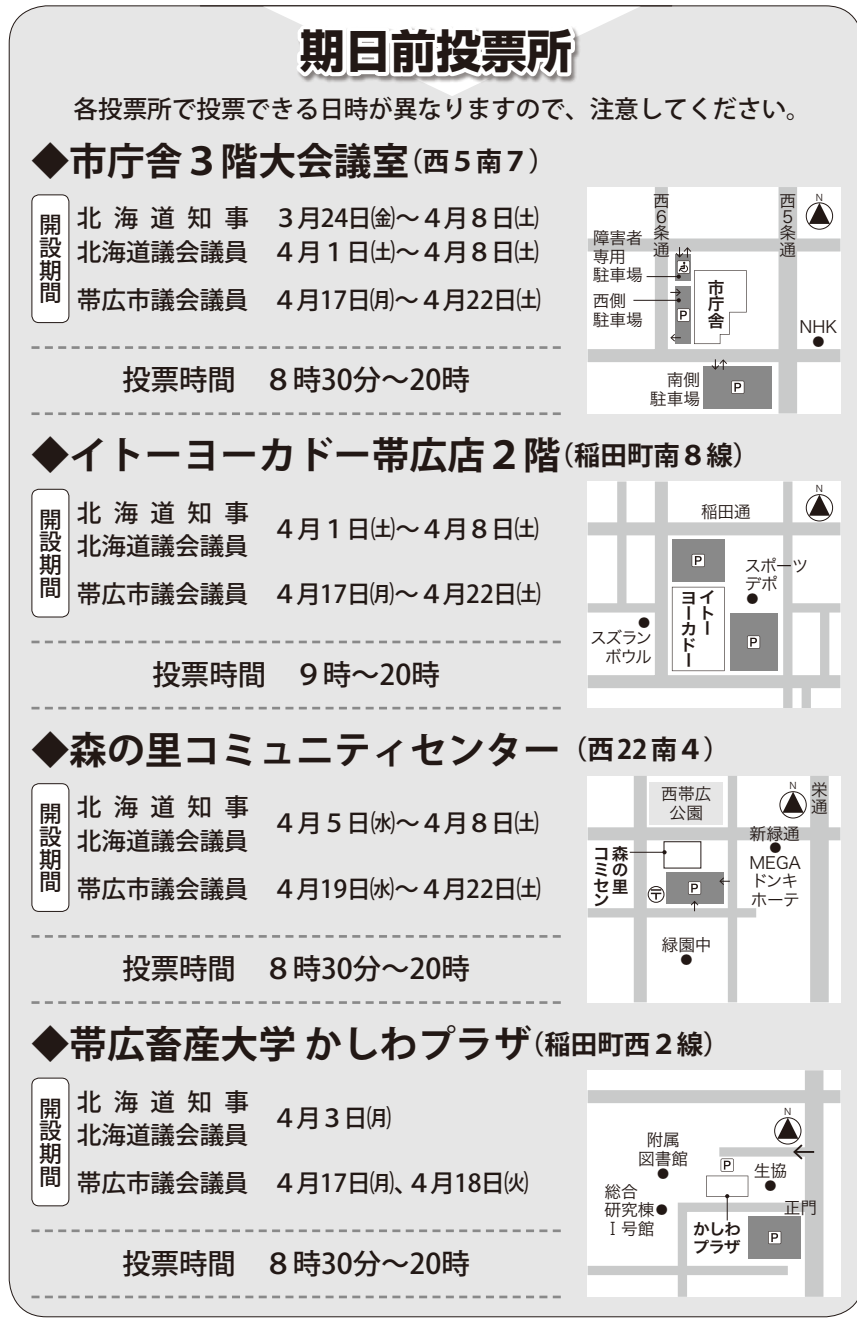 期日前投票所
各投票所で投票できる日時が異なりますので、注意してください。
◆市庁舎３階大会議室(西５南７)
開設期間
北海道知事　３月24日㈮～４月８日㈯
北海道議会議員　４月１日㈯～４月８日㈯
帯広市議会議員　４月17日㈪～４月22日㈯
投票時間　８時30分～20時
西６条通
西５条通
N
障害者
専用
駐車場
西側
駐車場
P
市庁舎
NHK
南側
駐車場
P
◆イトーヨーカドー帯広店２階(稲田町南８線)
開設期間
北海道知事
北海道議会議員
４月１日㈯～４月８日㈯
帯広市議会議員　４月17日㈪～４月22日㈯
投票時間　９時～20時
稲田通
N
P
スポーツ
デポ
イトー
ヨーカドー
P
スズラン
ボウル
◆森の里コミュニティセンター(西22南４)
開設期間
北海道知事
北海道議会議員
４月５日㈬～４月８日㈯
帯広市議会議員　４月19日㈬～４月22日㈯
投票時間　８時30分～20時
西帯広
公園
N
栄通
新緑通
森の里
コミセン
MEGA
ドンキ
ホーテ
〒
P
緑園中
◆帯広畜産大学 かしわプラザ(稲田町西２線)
開設期間
北海道知事
北海道議会議員
４月３日㈪
帯広市議会議員　４月17日㈪、４月18日㈫
投票時間　８時30分～20時
N
附属
図書館
P
生協
総合
研究棟
Ⅰ号館
かしわ
プラザ
正門
P